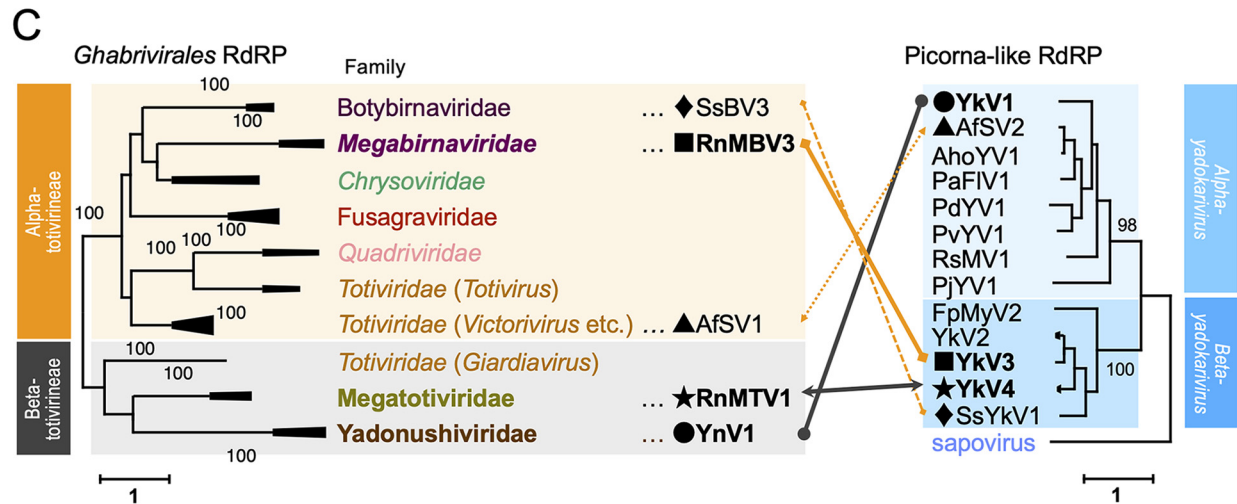 C
Ghabrivirales RdRP
Family
Picorna-like RdRP
Alpha-
totivirineae
Beta-
totivirineae
100
100
100
100
100
100
100
100
100
100
Botybirnaviridae ... ♦SsBV3
Megabirnaviridae ... ■RnMBV3
Chrysoviridae
Fusagraviridae
Quadriviridae
Totiviridae (Totivirus)
Totiviridae (Victorivirus etc.) ... ▲AfSV1
Totiviridae (Giardiavirus)
Megatotiviridae ... ★RnMTV1
Yadonushiviridae ... ●YnV1
1
●YkV1
▲AfSV2
AhoYV1
PaFlV1
PdYV1
PvYV1
RsMV1
PjYV1
FpMyV2
YkV2
■YkV3
★YkV4
♦SsYkV1
sapovirus
98
100
1
Alpha-
yadokarivirus
Beta-
yadokarivirus